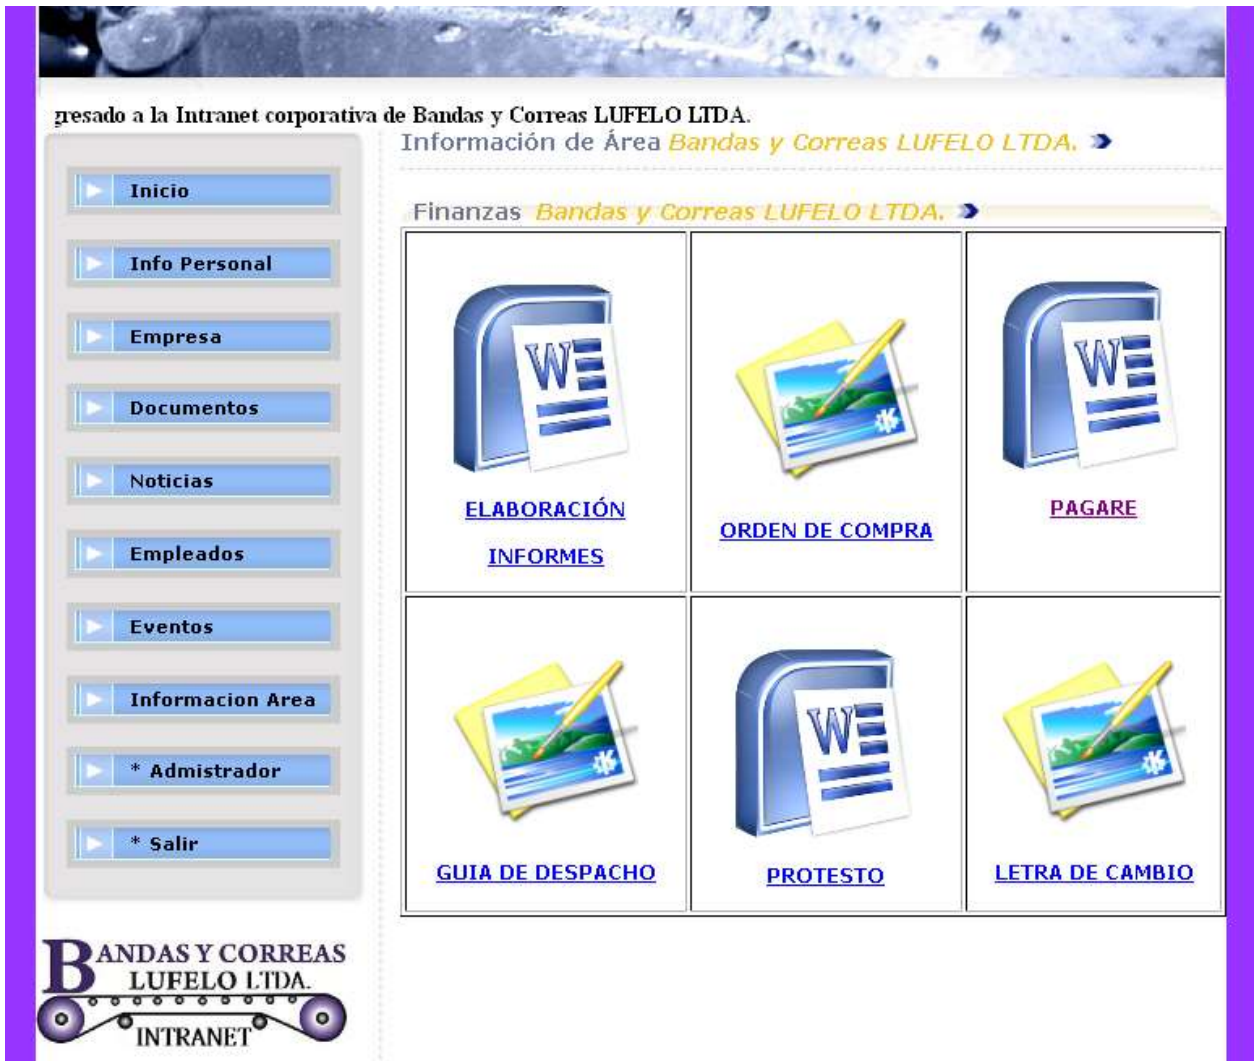 gresado a la Intranet corporativa de Bandas y Correas LUFELO LTDA.
Información de Área Bandas y Correas LUFELO LTDA.
Inicio
Info Personal
Empresa
Documentos
Noticias
Empleados
Eventos
Informacion Area
* Admistrador
* Salir
Finanzas Bandas y Correas LUFELO LTDA.
ELABORACIÓN
INFORMES
ORDEN DE COMPRA
PAGARE
GUIA DE DESPACHO
PROTESTO
LETRA DE CAMBIO
BANDAS Y CORREAS
LUFELO LTDA.
INTRANET